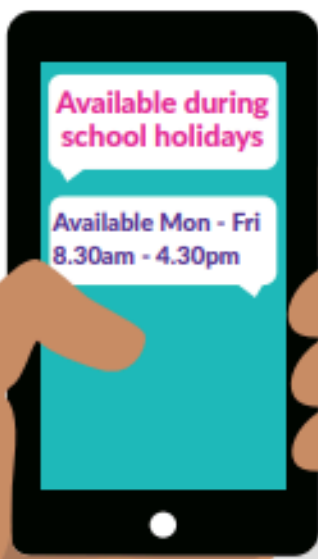 Available during
school holidays
Available Mon - Fri
8.30am - 4.30pm